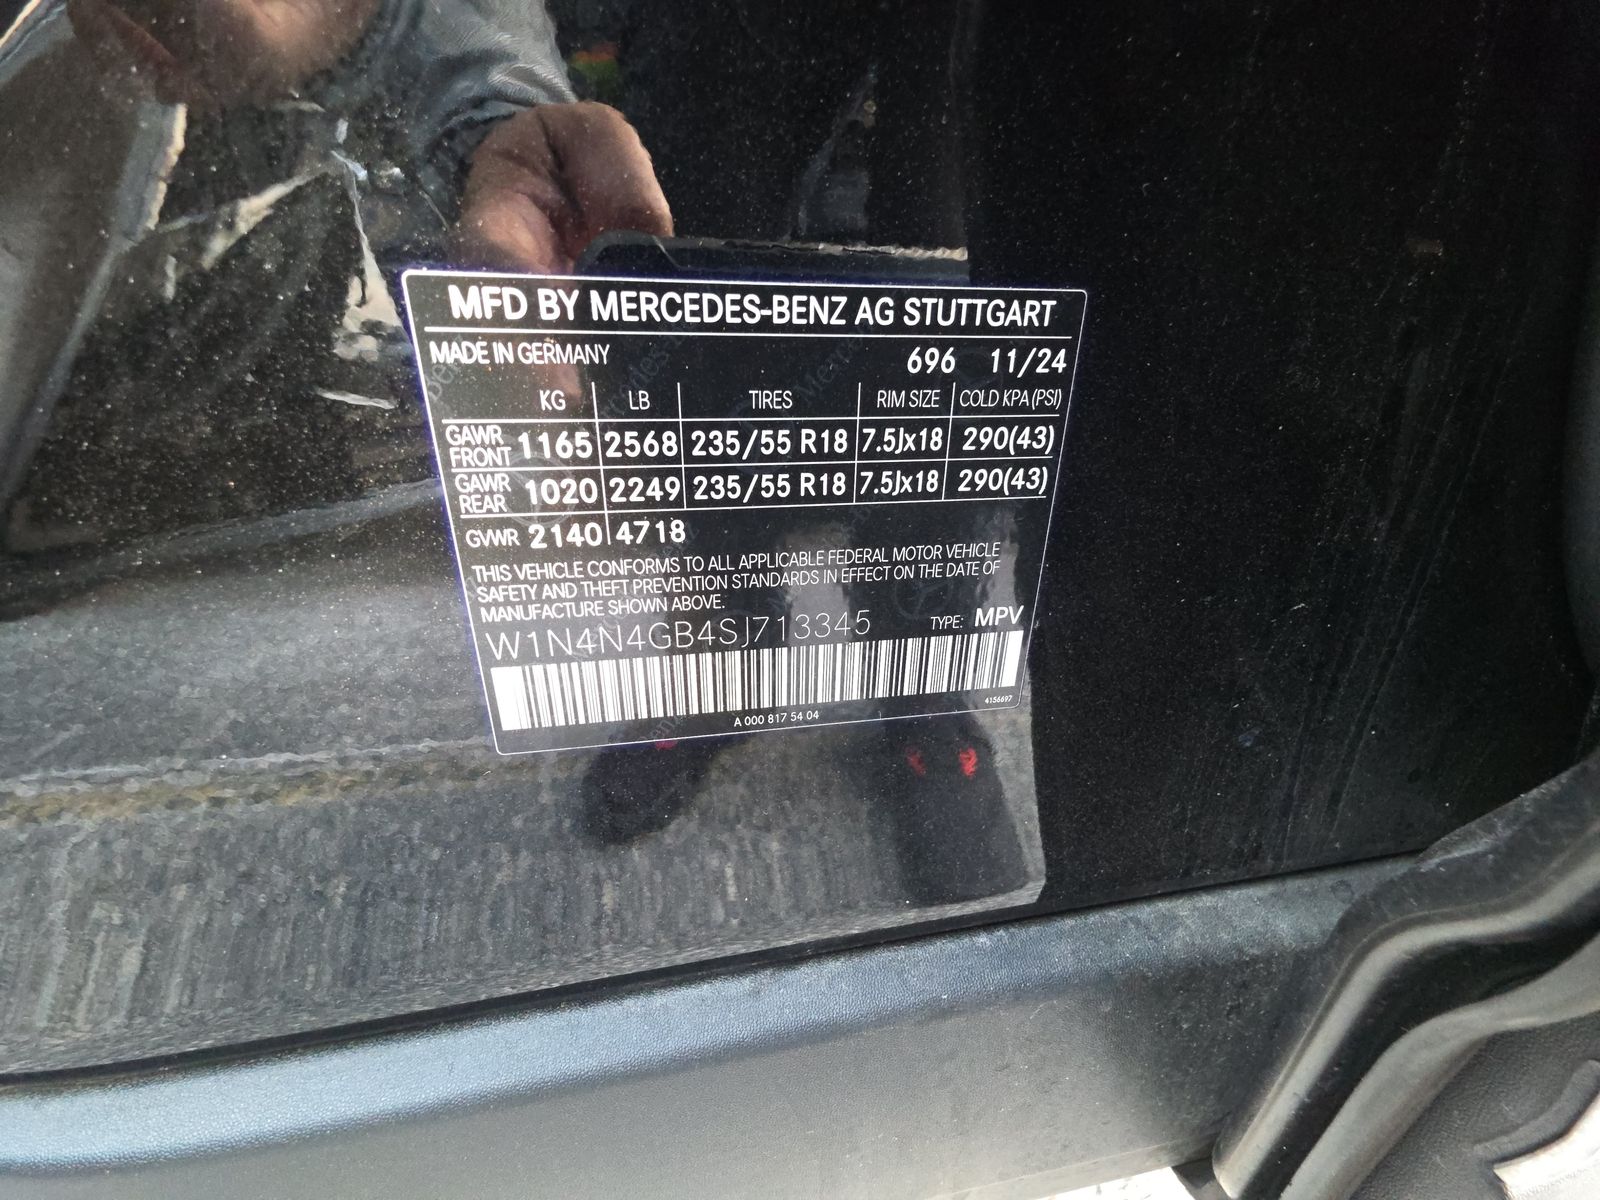 MFD BY MERCEDES-BENZ AG STUTTGART
MADE IN GERMANY 696 11/24
KG LB TIRES RIM SIZE COLD KPA (PSI)
GAWR FRONT 1165 2568 235/55 R18 7.5Jx18 290(43)
GAWR REAR 1020 2249 235/55 R18 7.5Jx18 290(43)
GVWR 2140 4718
THIS VEHICLE CONFORMS TO ALL APPLICABLE FEDERAL MOTOR VEHICLE
SAFETY AND THEFT PREVENTION STANDARDS IN EFFECT ON THE DATE OF
MANUFACTURE SHOWN ABOVE.
W1N4N4GB4SJ713345 TYPE: MPV
4156697
A 000 817 54 04